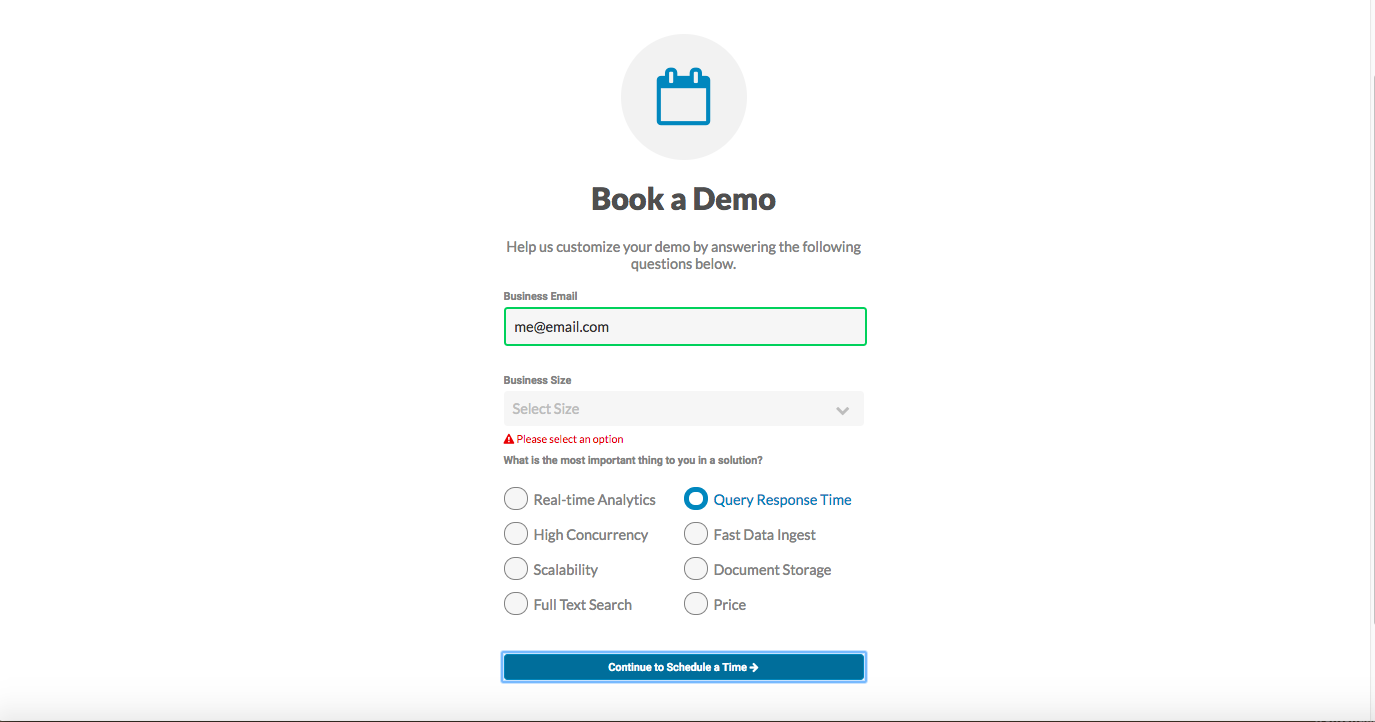 Book a Demo
Help us customize your demo by answering the following
questions below.
Business Email
me@email.com
Business Size
Select Size
Please select an option
What is the most important thing to you in a solution?
Real-time Analytics
Query Response Time
High Concurrency
Fast Data Ingest
Scalability
Document Storage
Full Text Search
Price
Continue to Schedule a Time →